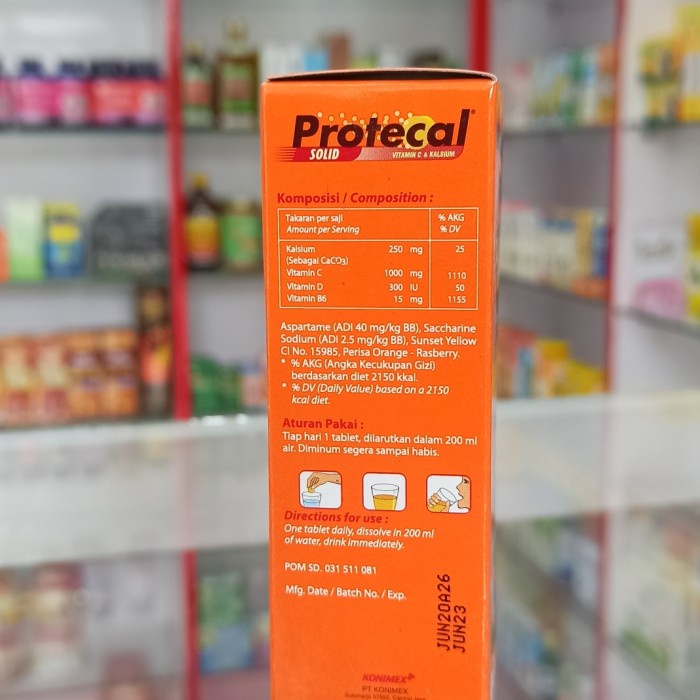 Protecal®
SOLID VITAMIN C & KALSIUM
Komposisi / Composition :
Takaran per saji % AKG
Amount per Serving % DV
Kalsium 250 mg 25
(Sebagai CaCO3)
Vitamin C 1000 mg 1110
Vitamin D 300 IU 50
Vitamin B6 15 mg 1155
Aspartame (ADI 40 mg/kg BB), Saccharine
Sodium (ADI 2.5 mg/kg BB), Sunset Yellow
CI No. 15985, Perisa Orange - Rasberry.
* % AKG (Angka Kecukupan Gizi)
berdasarkan diet 2150 kkal.
* % DV (Daily Value) based on a 2150
kcal diet.
Aturan Pakai :
Tiap hari 1 tablet, dilarutkan dalam 200 ml
air. Diminum segera sampai habis.
Directions for use :
One tablet daily, dissolve in 200 ml
of water, drink immediately.
POM SD. 031 511 081
Mfg. Date / Batch No. / Exp.
JUN20A26
JUN23
KONIMEX
PT KONIMEX